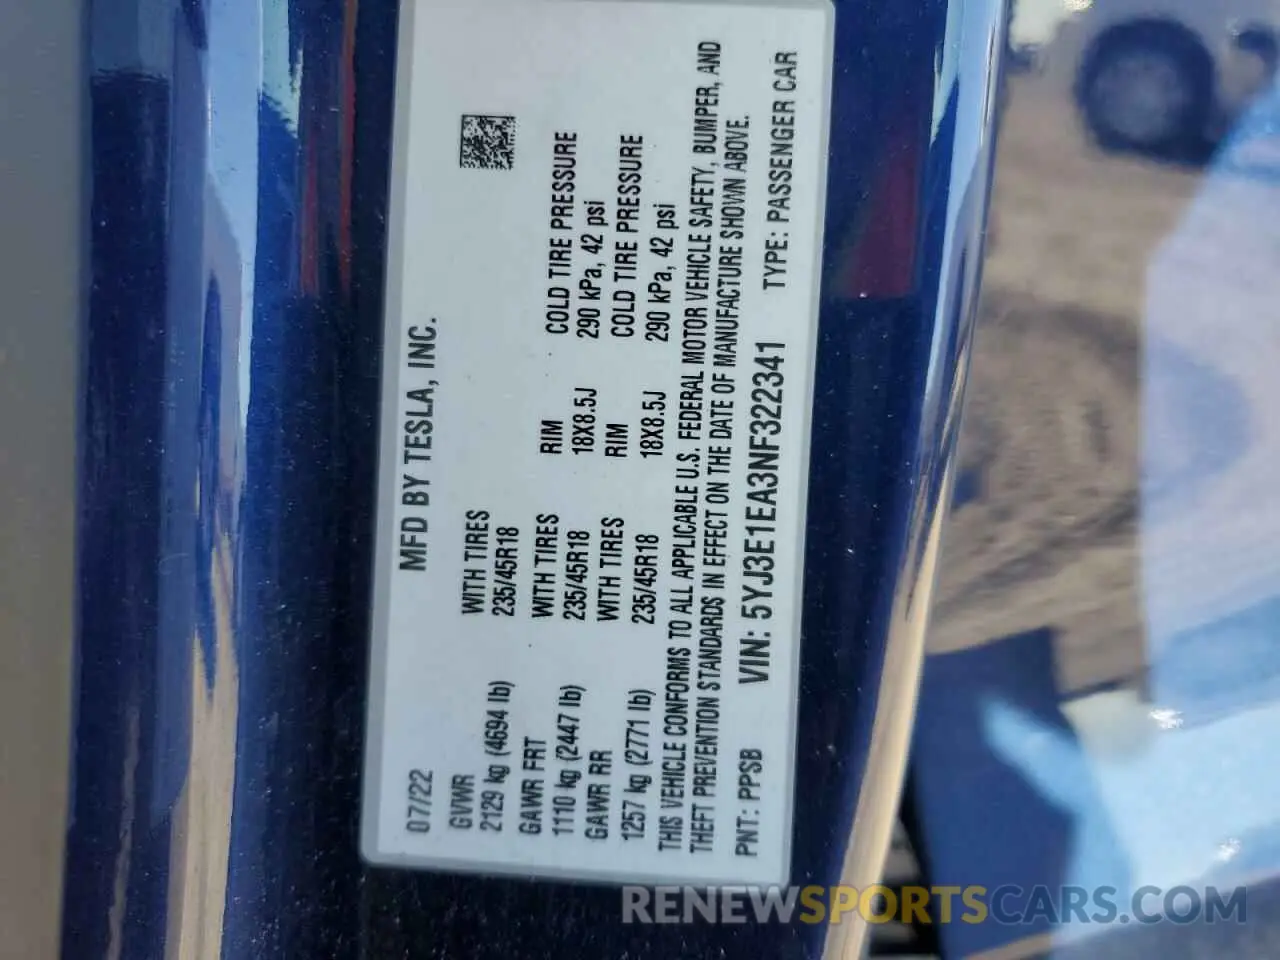 MFD BY TESLA, INC.
07/22
GVWR
2129 kg (4694 lb)
WITH TIRES
235/45R18
GAWR FRT
1110 kg (2447 lb)
WITH TIRES
235/45R18
RIM
18X8.5J
COLD TIRE PRESSURE
290 kPa, 42 psi
GAWR RR
1257 kg (2771 lb)
WITH TIRES
235/45R18
RIM
18X8.5J
COLD TIRE PRESSURE
290 kPa, 42 psi
THIS VEHICLE CONFORMS TO ALL APPLICABLE U.S. FEDERAL MOTOR VEHICLE SAFETY, BUMPER, AND
THEFT PREVENTION STANDARDS IN EFFECT ON THE DATE OF MANUFACTURE SHOWN ABOVE.
PNT: PPSB VIN: 5YJ3E1EA3NF322341 TYPE: PASSENGER CAR
RENEWSPORTSCARS.COM